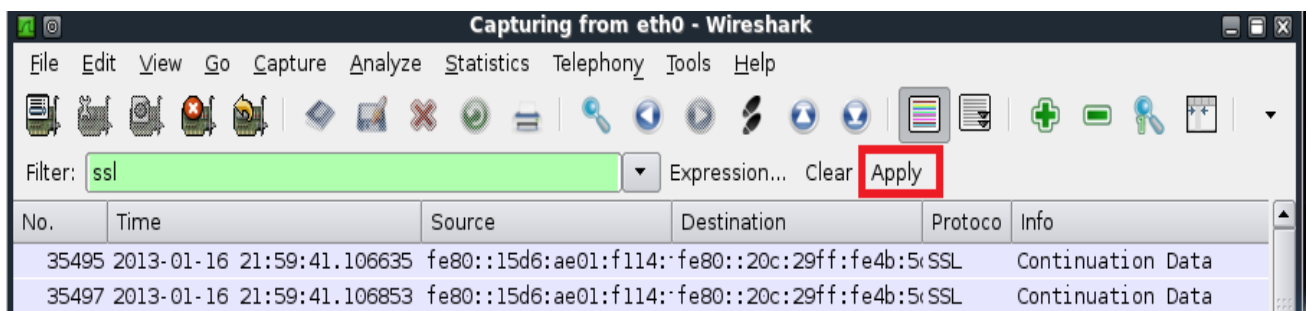 Capturing from eth0 - Wireshark
File Edit View Go Capture Analyze Statistics Telephony Tools Help
Filter: ssl Expression... Clear Apply
No. Time Source Destination Protoco Info
35495 2013-01-16 21:59:41.106635 fe80::15d6:ae01:f114: fe80::20c:29ff:fe4b:5 SSL Continuation Data
35497 2013-01-16 21:59:41.106853 fe80::15d6:ae01:f114: fe80::20c:29ff:fe4b:5 SSL Continuation Data